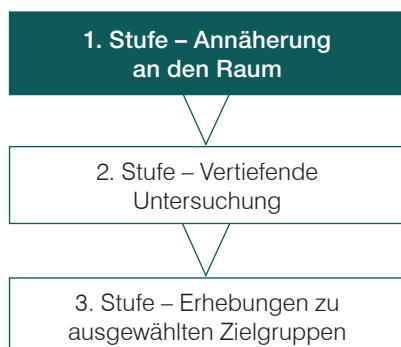 1. Stufe – Annäherung
an den Raum
2. Stufe – Vertiefende
Untersuchung
3. Stufe – Erhebungen zu
ausgewählten Zielgruppen